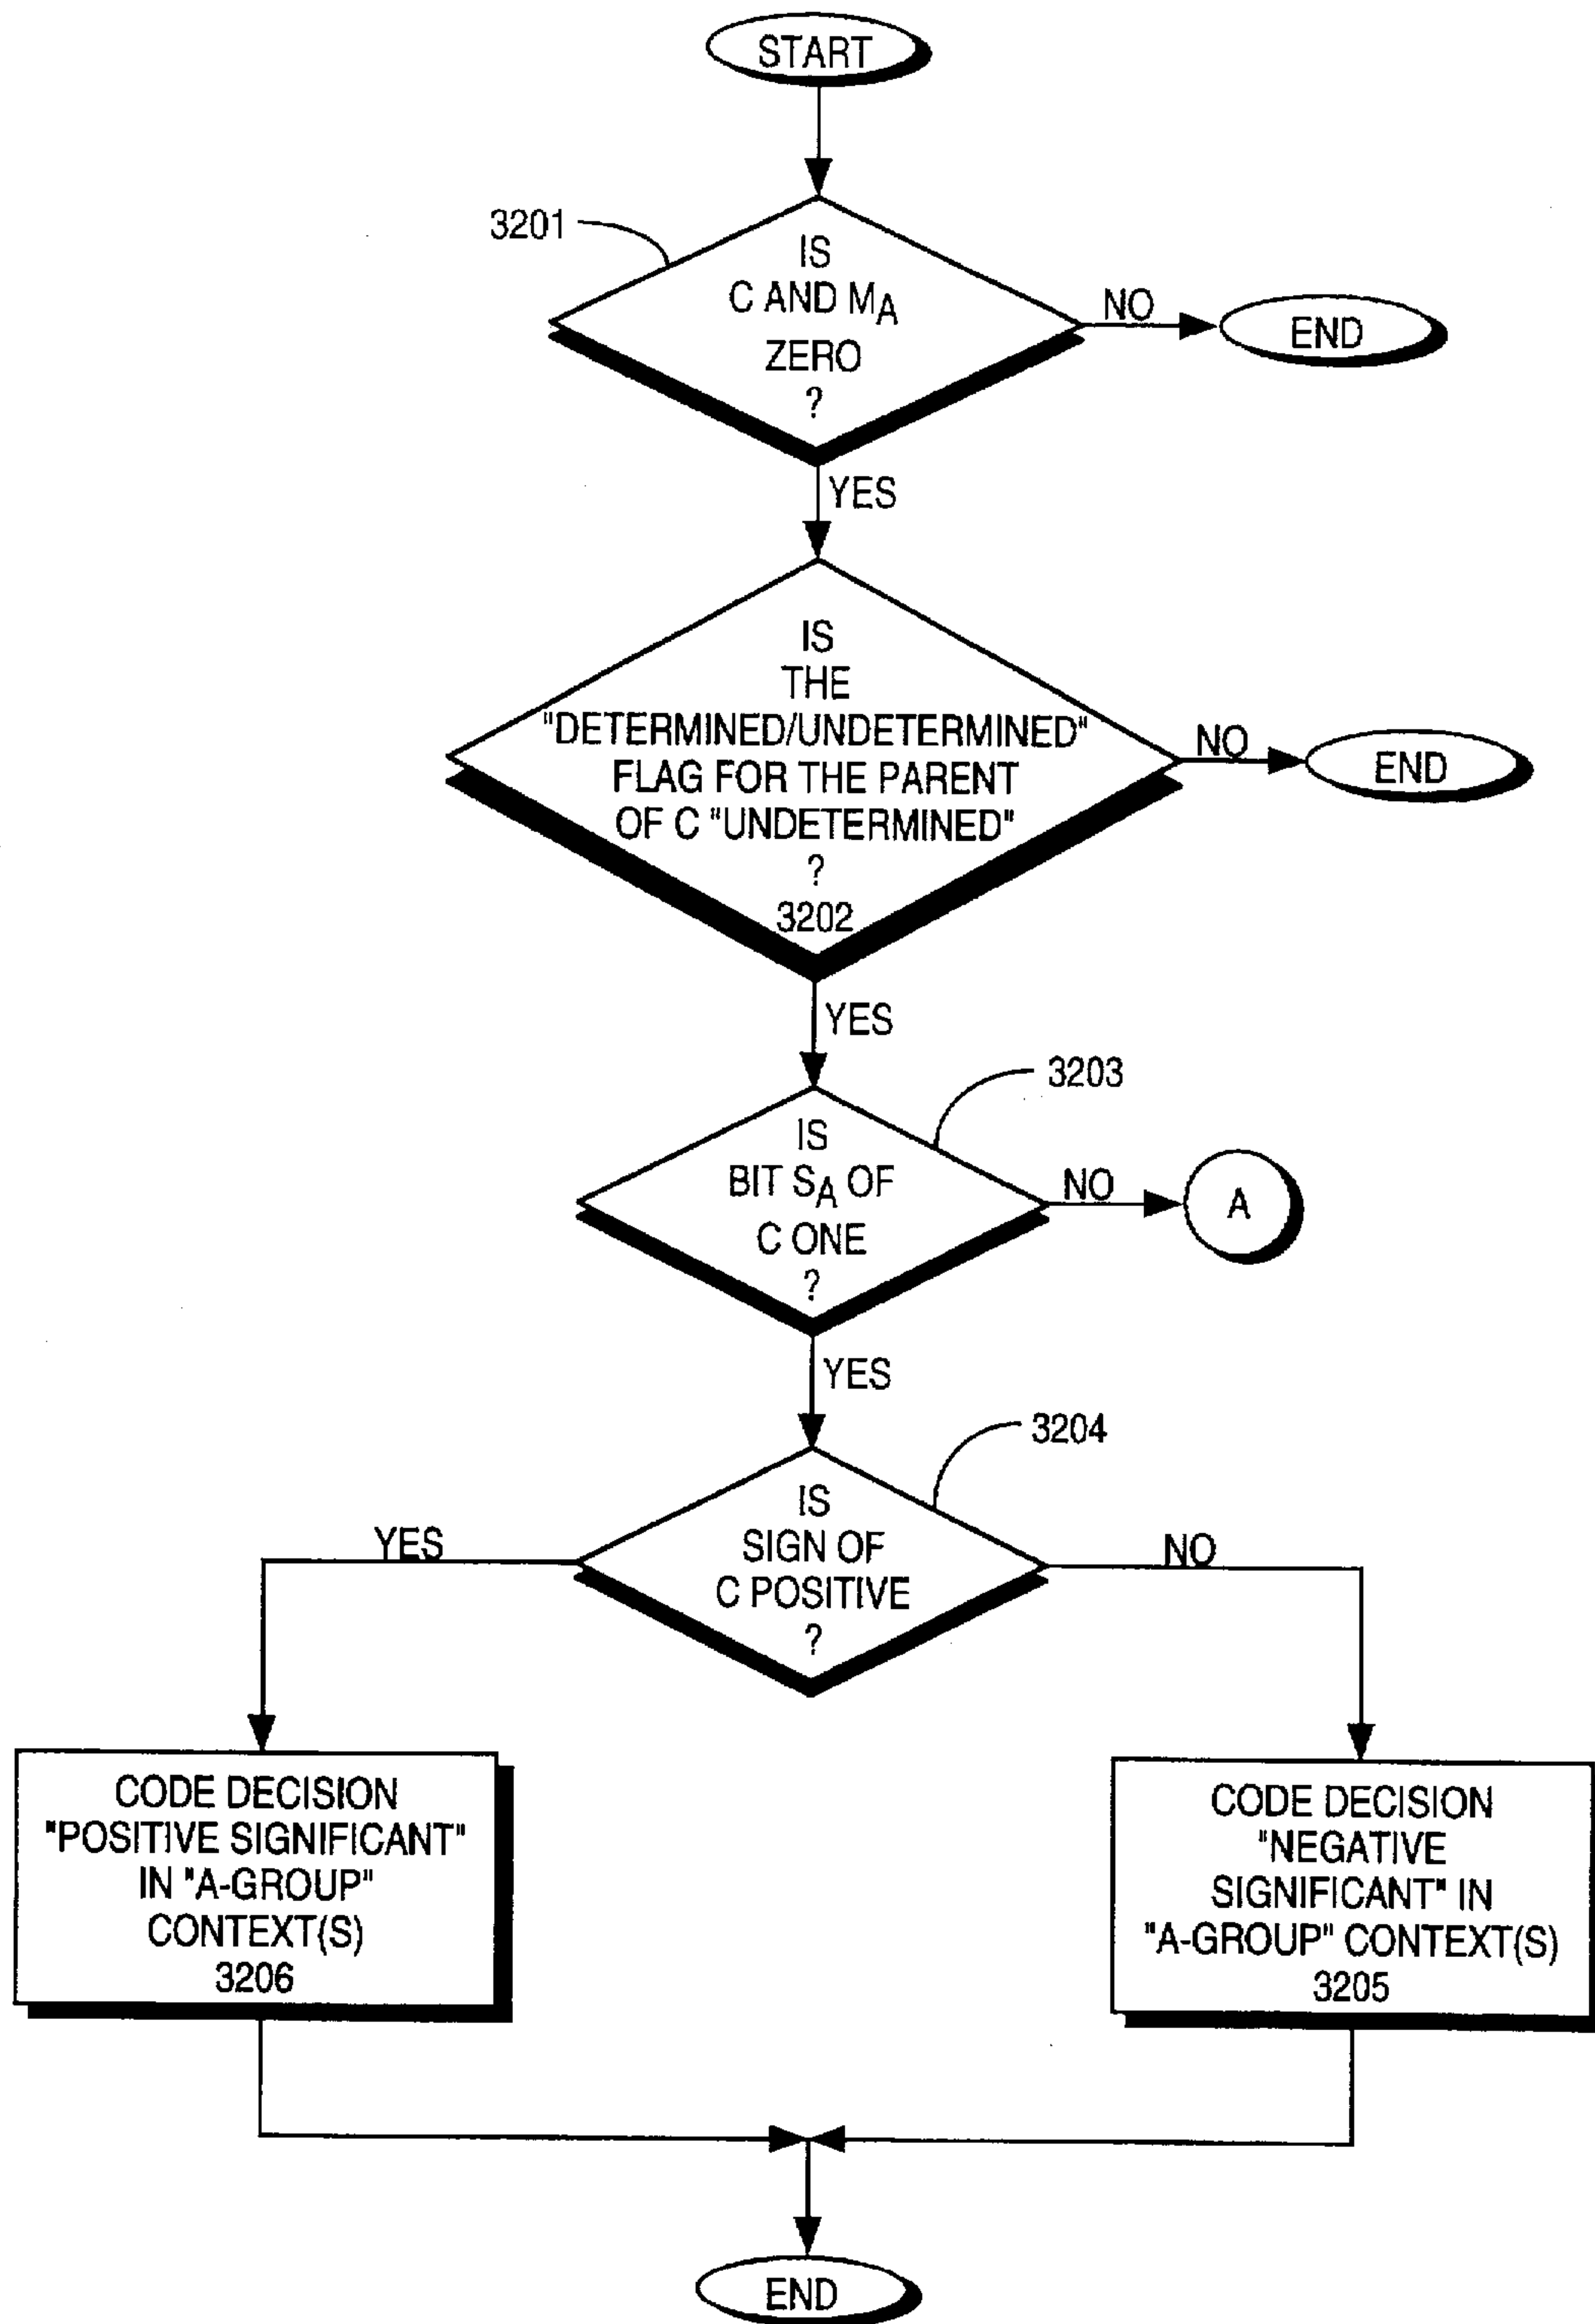 START
3201
IS
C AND MA
ZERO
?
NO
END
YES
IS
THE
"DETERMINED/UNDETERMINED"
FLAG FOR THE PARENT
OF C "UNDETERMINED"
?
3202
NO
END
YES
3203
IS
BIT SA OF
C ONE
?
NO
A
YES
3204
IS
SIGN OF
C POSITIVE
?
YES
NO
CODE DECISION
"POSITIVE SIGNIFICANT"
IN "A-GROUP"
CONTEXT(S)
3206
CODE DECISION
"NEGATIVE
SIGNIFICANT" IN
"A-GROUP" CONTEXT(S)
3205
END